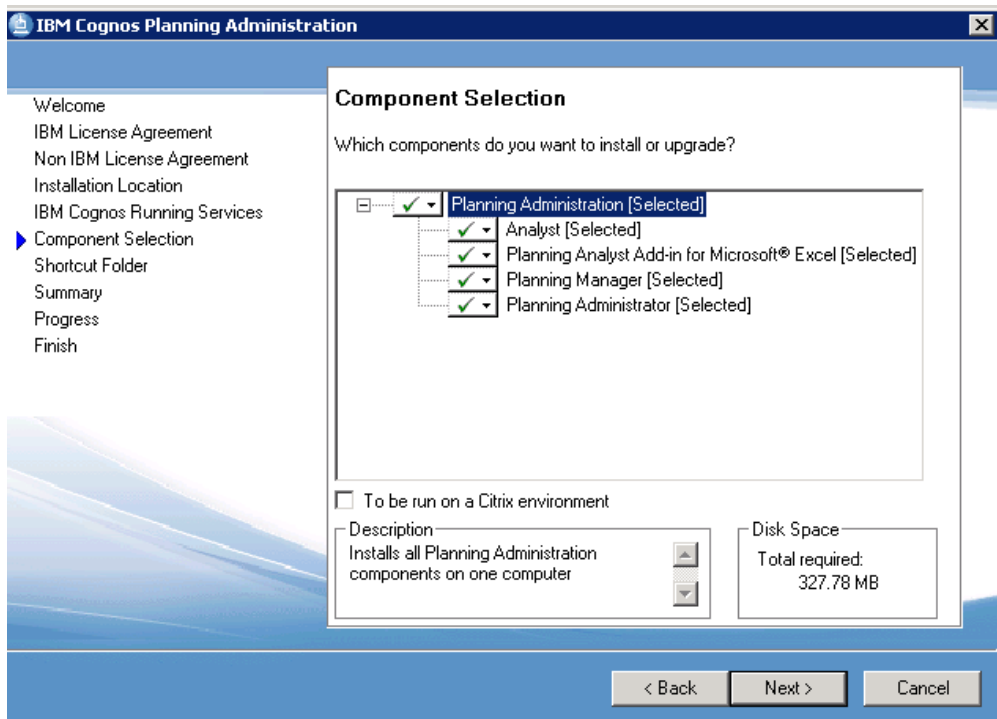 IBM Cognos Planning Administration
Welcome
IBM License Agreement
Non IBM License Agreement
Installation Location
IBM Cognos Running Services
Component Selection
Shortcut Folder
Summary
Progress
Finish
Component Selection
Which components do you want to install or upgrade?
Planning Administration [Selected]
Analyst [Selected]
Planning Analyst Add-in for Microsoft® Excel [Selected]
Planning Manager [Selected]
Planning Administrator [Selected]
To be run on a Citrix environment
Description
Installs all Planning Administration
components on one computer
Disk Space
Total required:
327.78 MB
< Back
Next >
Cancel